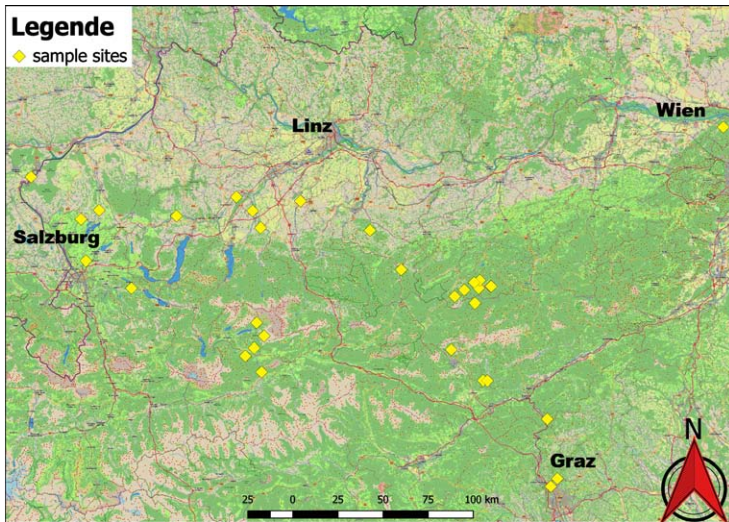 Legende
sample sites
Linz
Wien
Salzburg
Graz
N
25 0 25 50 75 100 km